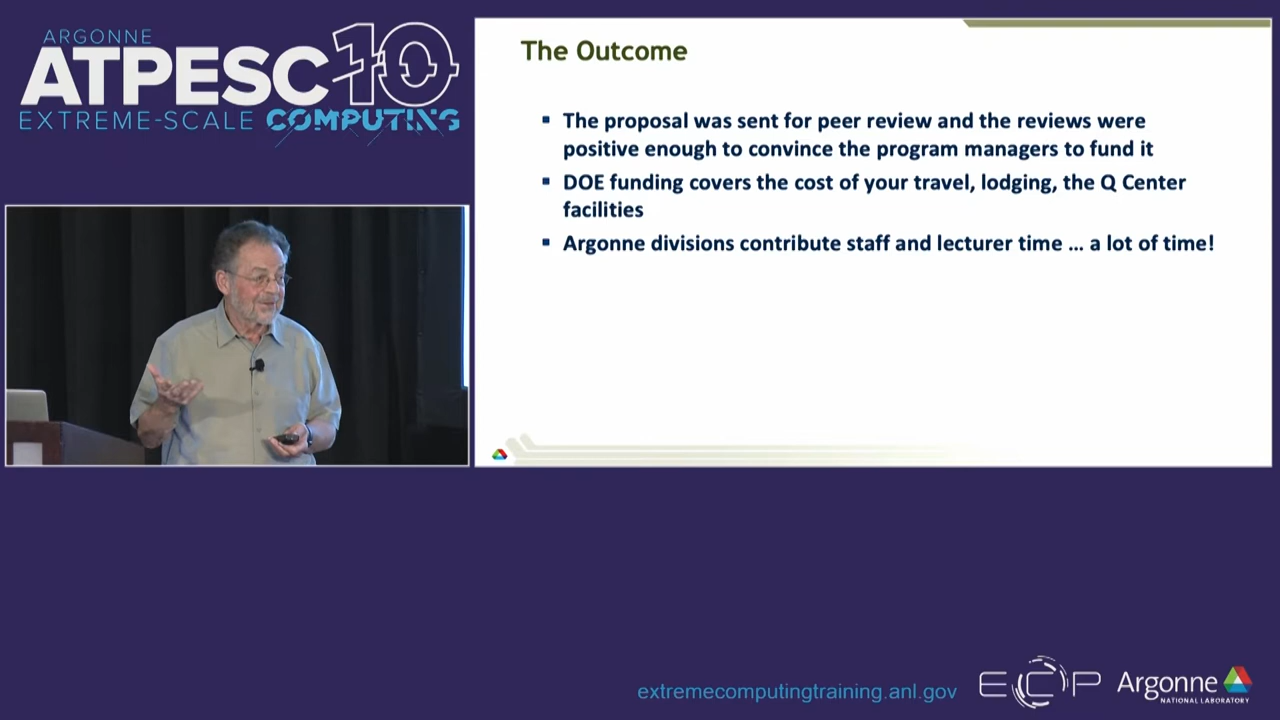 ARGONNE
ATPESC 10
EXTREME-SCALE COMPUTING
The Outcome
▪ The proposal was sent for peer review and the reviews were
positive enough to convince the program managers to fund it
▪ DOE funding covers the cost of your travel, lodging, the Q Center
facilities
▪ Argonne divisions contribute staff and lecturer time … a lot of time!
extremecomputingtraining.anl.gov
ECP
Argonne
NATIONAL LABORATORY